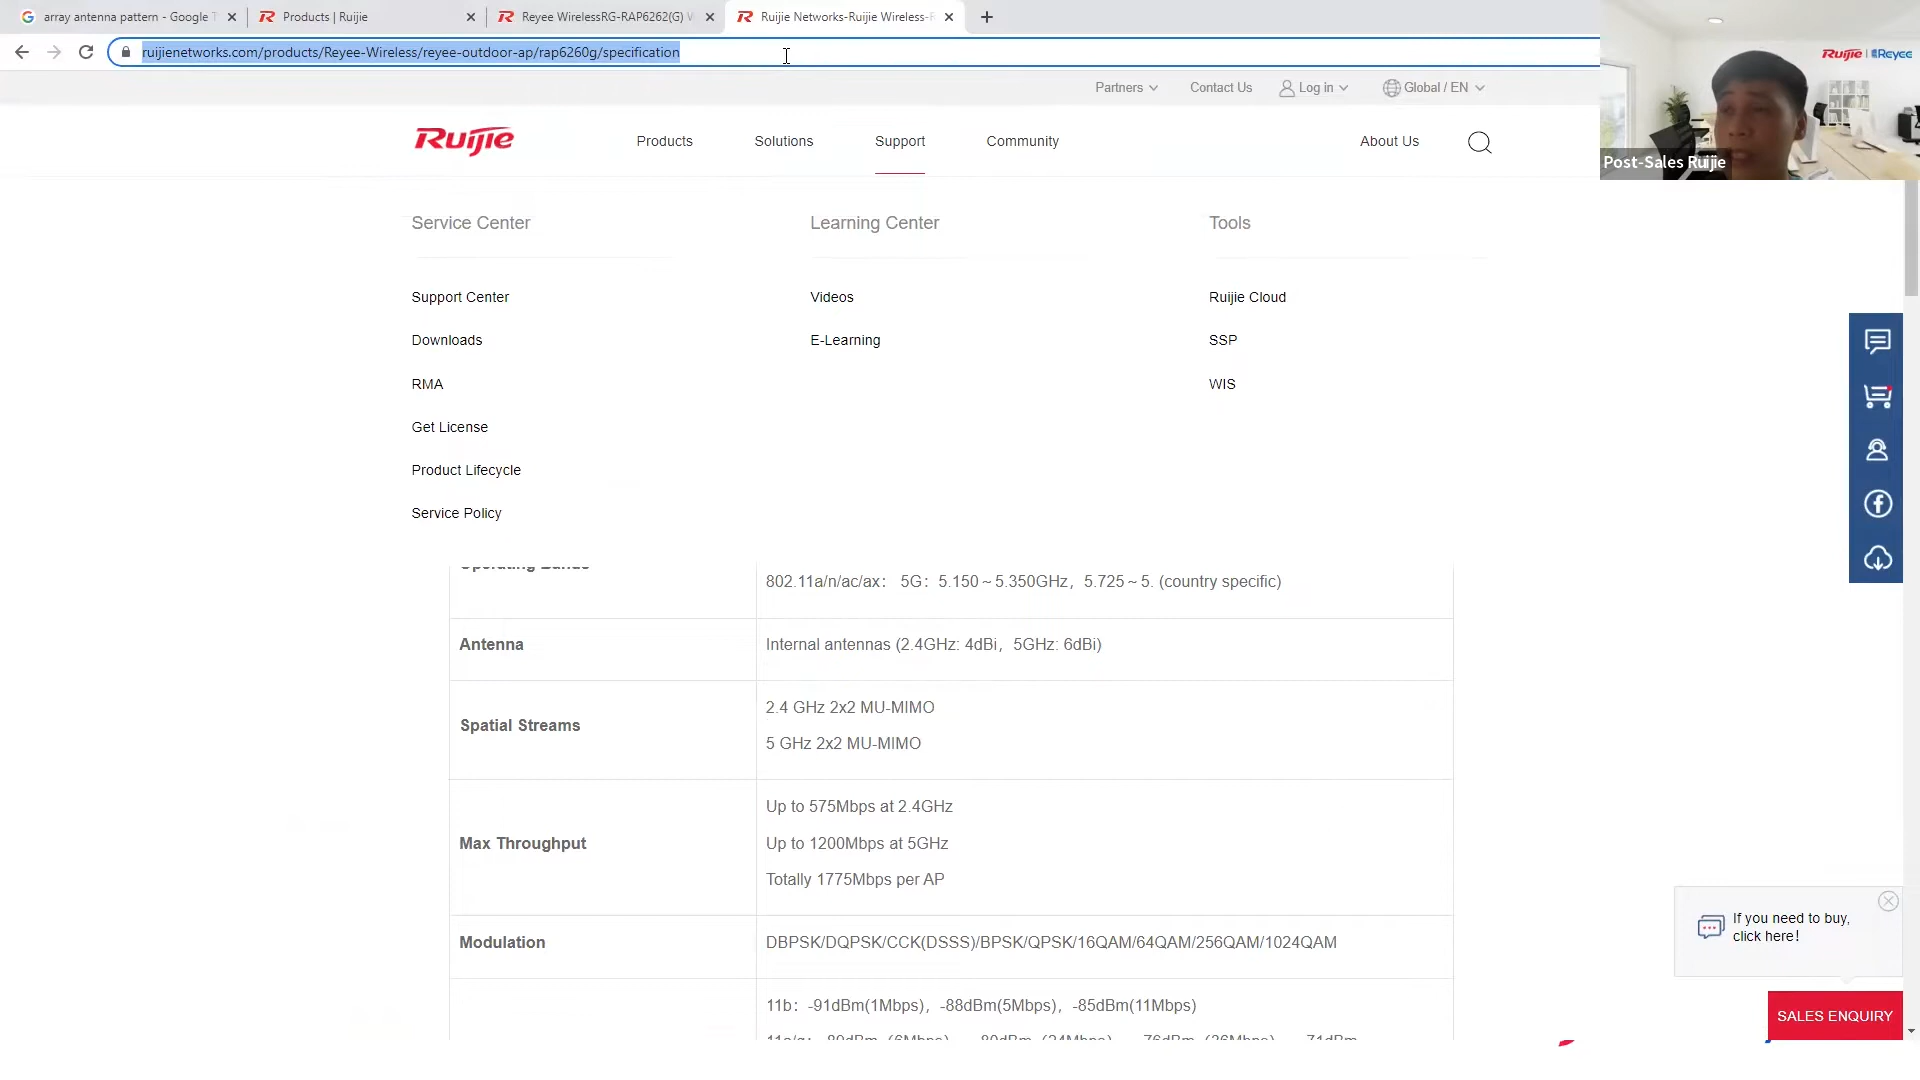 array antenna pattern - Google
Products | Ruijie
Reyee WirelessRG-RAP6262(G)
Ruijie Networks-Ruijie Wireless-
ruijienetworks.com/products/Reyee-Wireless/reyee-outdoor-ap/rap6260g/specification
Ruijie | Reyee
Post-Sales Ruijie
Partners
Contact Us
Log in
Global / EN
Ruijie
Products
Solutions
Support
Community
About Us
Service Center
Learning Center
Tools
Support Center
Videos
Ruijie Cloud
Downloads
E-Learning
SSP
RMA
WIS
Get License
Product Lifecycle
Service Policy
802.11a/n/ac/ax： 5G：5.150～5.350GHz，5.725～5. (country specific)
Antenna
Internal antennas (2.4GHz: 4dBi，5GHz: 6dBi)
Spatial Streams
2.4 GHz 2x2 MU-MIMO
5 GHz 2x2 MU-MIMO
Max Throughput
Up to 575Mbps at 2.4GHz
Up to 1200Mbps at 5GHz
Totally 1775Mbps per AP
Modulation
DBPSK/DQPSK/CCK(DSSS)/BPSK/QPSK/16QAM/64QAM/256QAM/1024QAM
11b：-91dBm(1Mbps)，-88dBm(5Mbps)，-85dBm(11Mbps)
If you need to buy,
click here!
SALES ENQUIRY